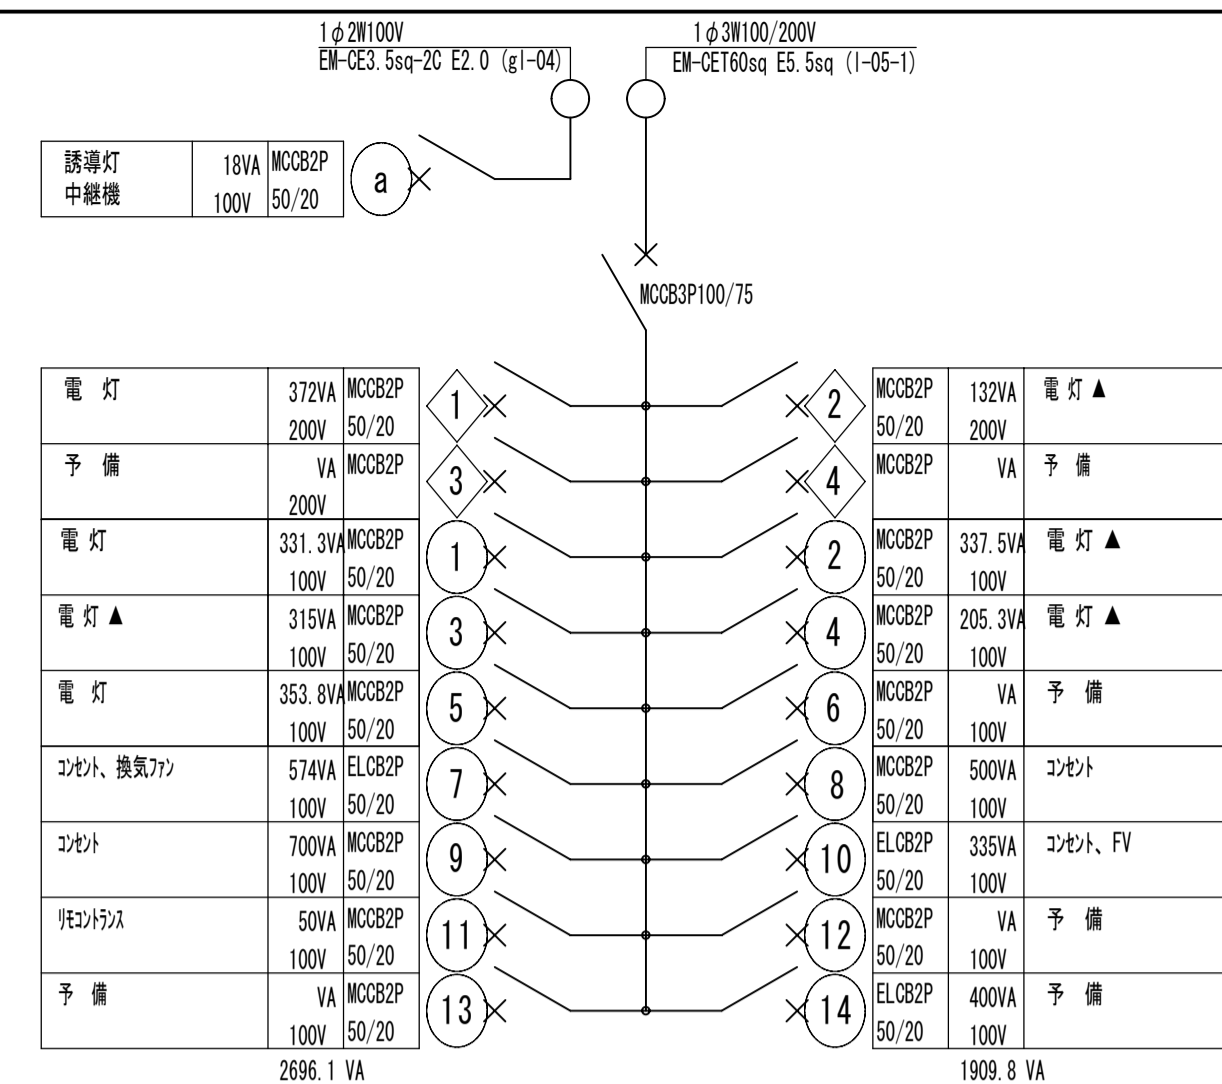 1φ2W100V
EM-CE3.5sq-2C E2.0 (gl-04)
1φ3W100/200V
EM-CET60sq E5.5sq (l-05-1)
誘導灯 18VA MCCB2P
中継機 100V 50/20
a
MCCB3P100/75
電 灯 372VA MCCB2P 1
200V 50/20
2 MCCB2P 132VA 電 灯 ▲
50/20 200V
予 備 VA MCCB2P 3
200V
4 MCCB2P VA 予 備
電 灯 331.3VA MCCB2P 1
100V 50/20
2 MCCB2P 337.5VA 電 灯 ▲
50/20 100V
電 灯 ▲ 315VA MCCB2P 3
100V 50/20
4 MCCB2P 205.3VA 電 灯 ▲
50/20 100V
電 灯 353.8VA MCCB2P 5
100V 50/20
6 MCCB2P VA 予 備
50/20 100V
コンセント、換気ファン 574VA ELCB2P 7
100V 50/20
8 MCCB2P 500VA コンセント
50/20 100V
コンセント 700VA MCCB2P 9
100V 50/20
10 ELCB2P 335VA コンセント、FV
50/20 100V
リモコントランス 50VA MCCB2P 11
100V 50/20
12 MCCB2P VA 予 備
50/20 100V
予 備 VA MCCB2P 13
100V 50/20
14 ELCB2P 400VA 予 備
50/20 100V
2696.1 VA
1909.8 VA